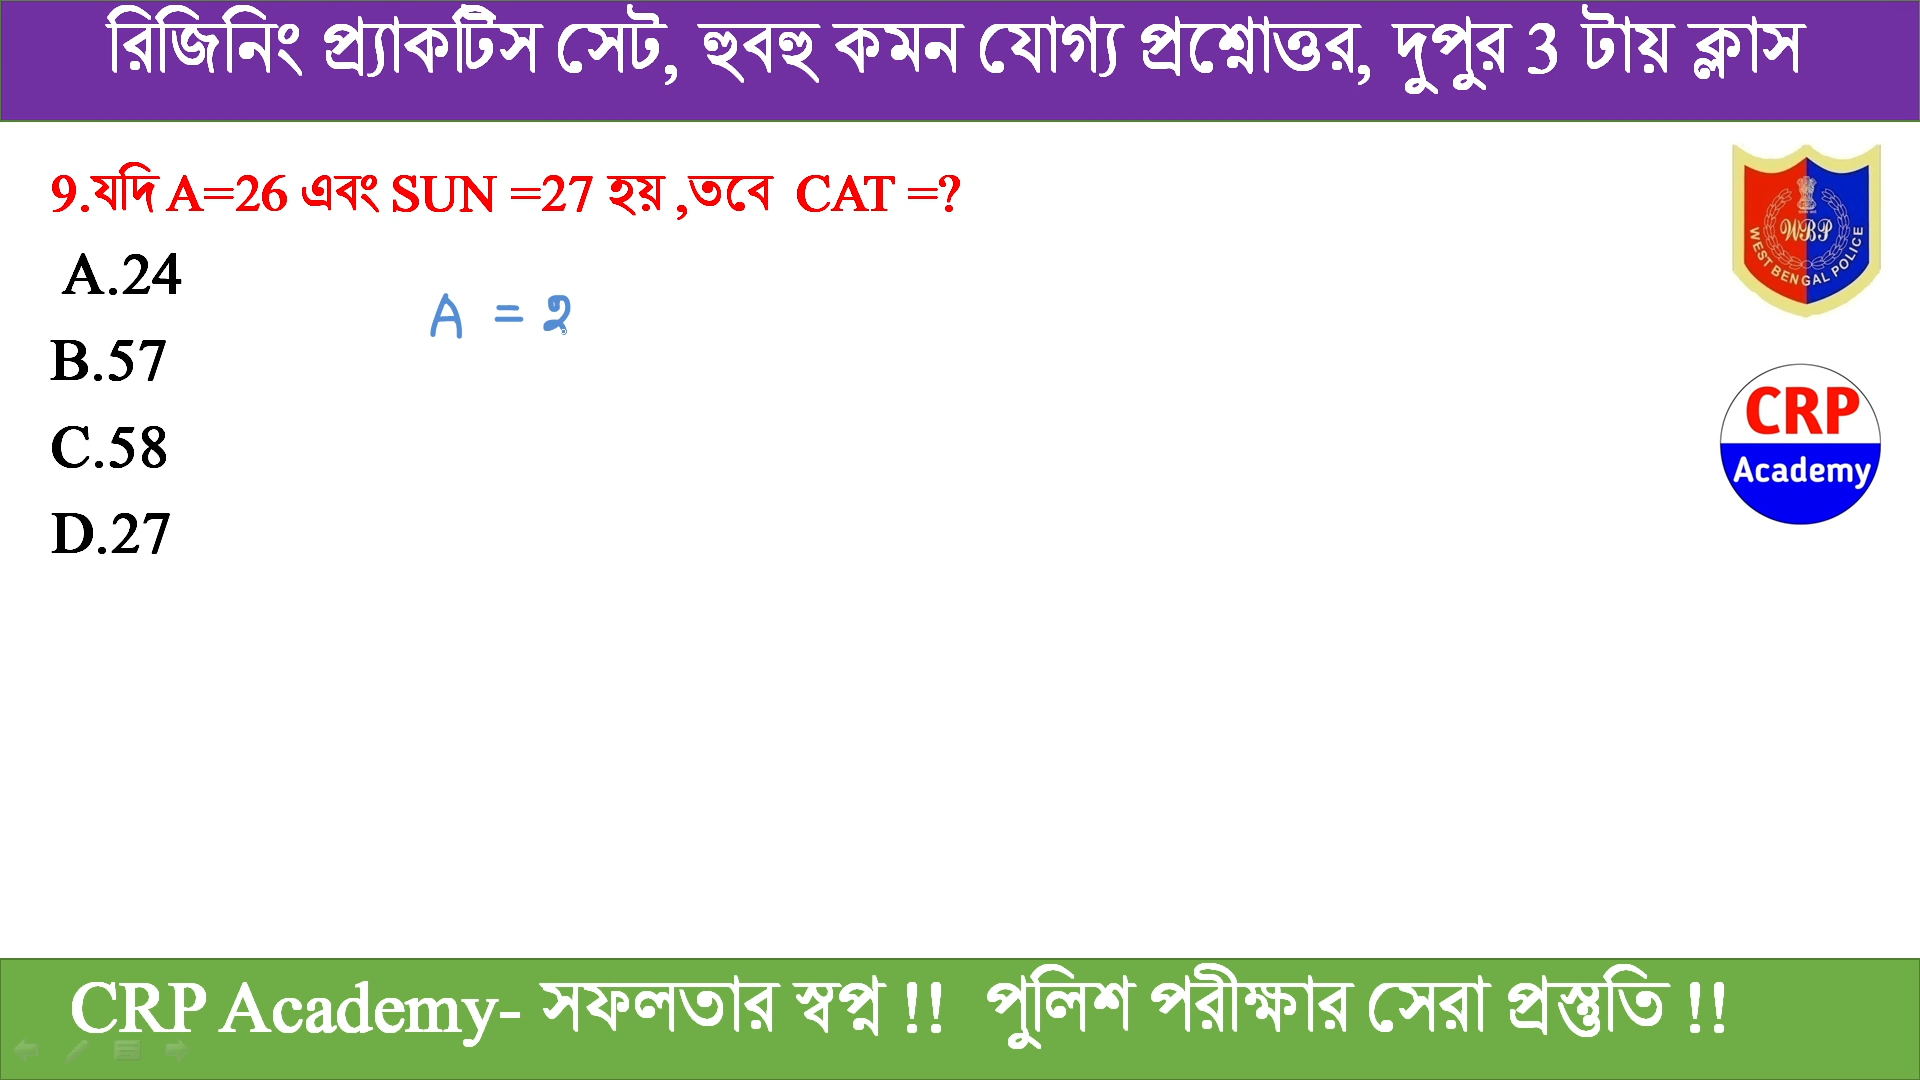 রিজিনিং প্র্যাকটিস সেট, হুবহু কমন যোগ্য প্রশ্নোত্তর, দুপুর 3 টায় ক্লাস
9.যদি A=26 এবং SUN =27 হয় ,তবে CAT =?
A.24
B.57
C.58
D.27
A = 2
WBP
WEST BENGAL POLICE
CRP
Academy
CRP Academy- সফলতার স্বপ্ন !! পুলিশ পরীক্ষার সেরা প্রস্তুতি !!